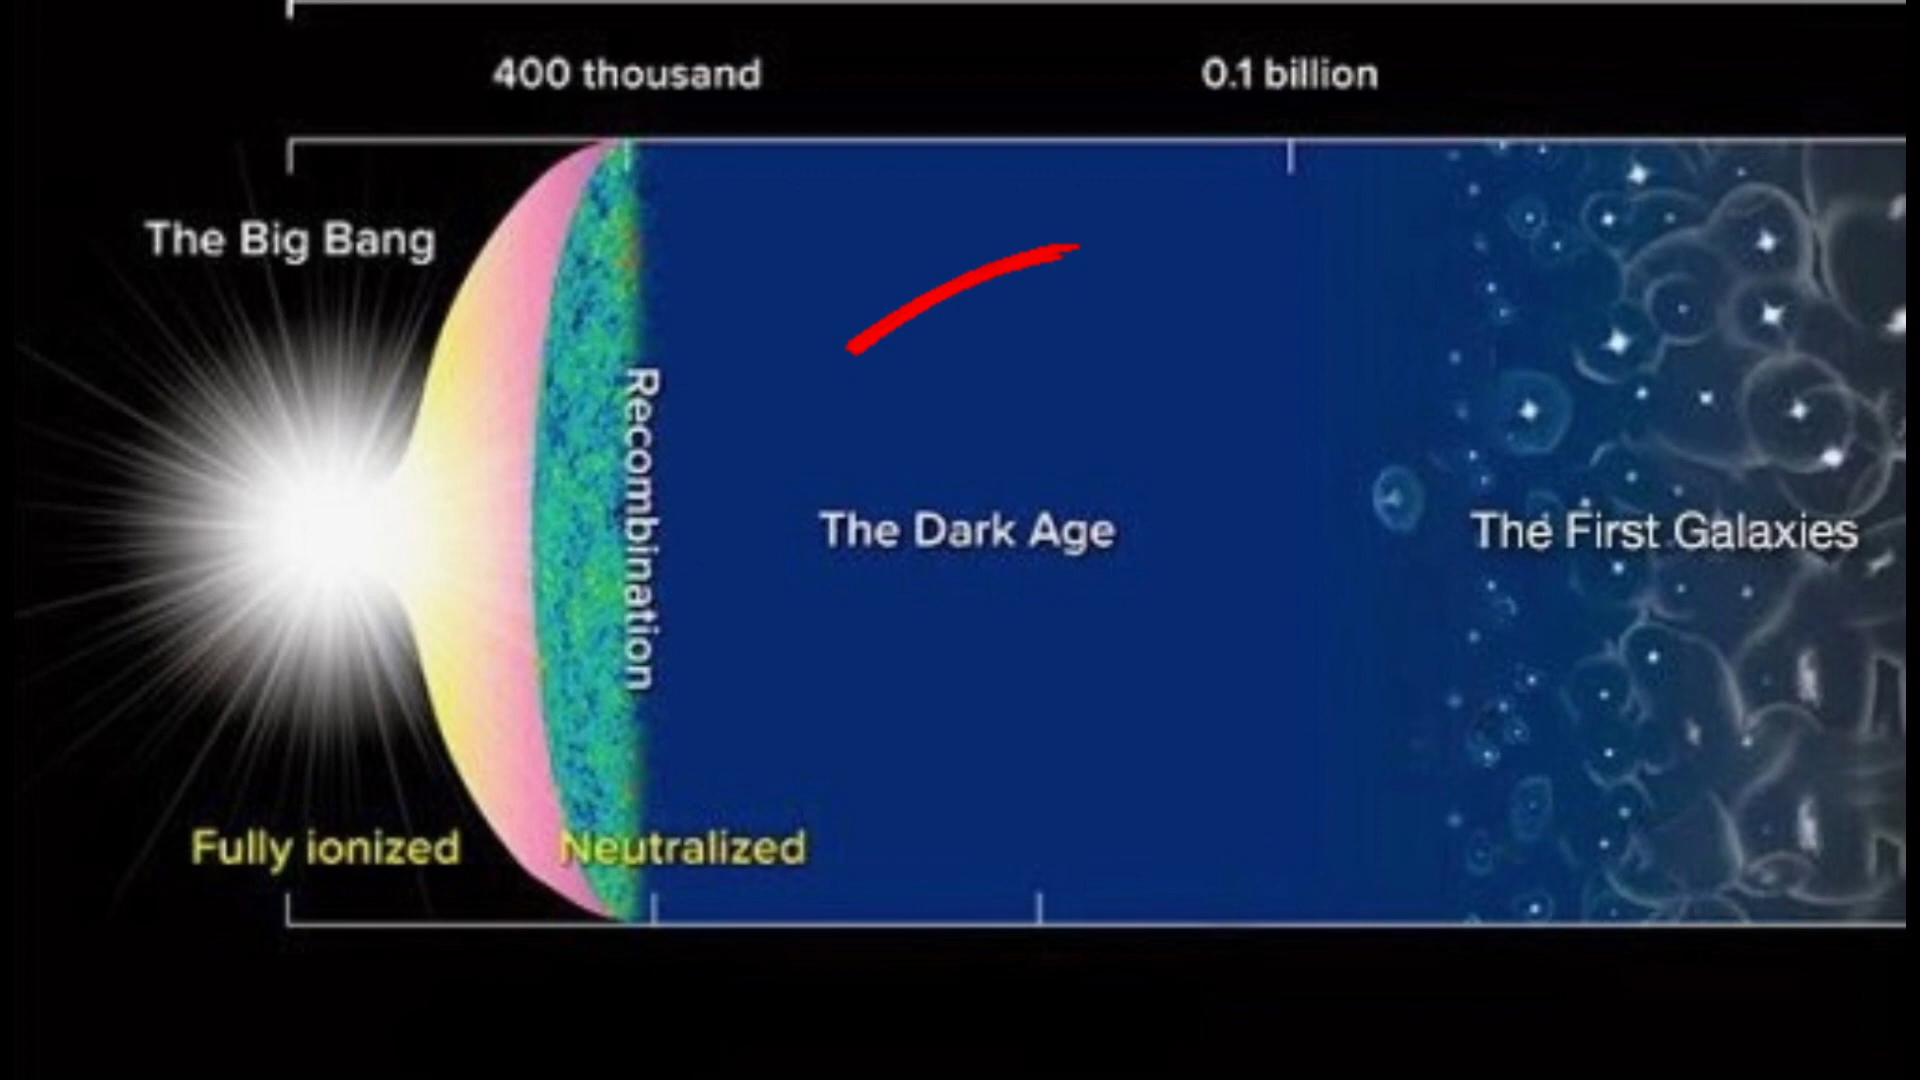 400 thousand
0.1 billion
The Big Bang
Recombination
The Dark Age
The First Galaxies
Fully ionized
Neutralized